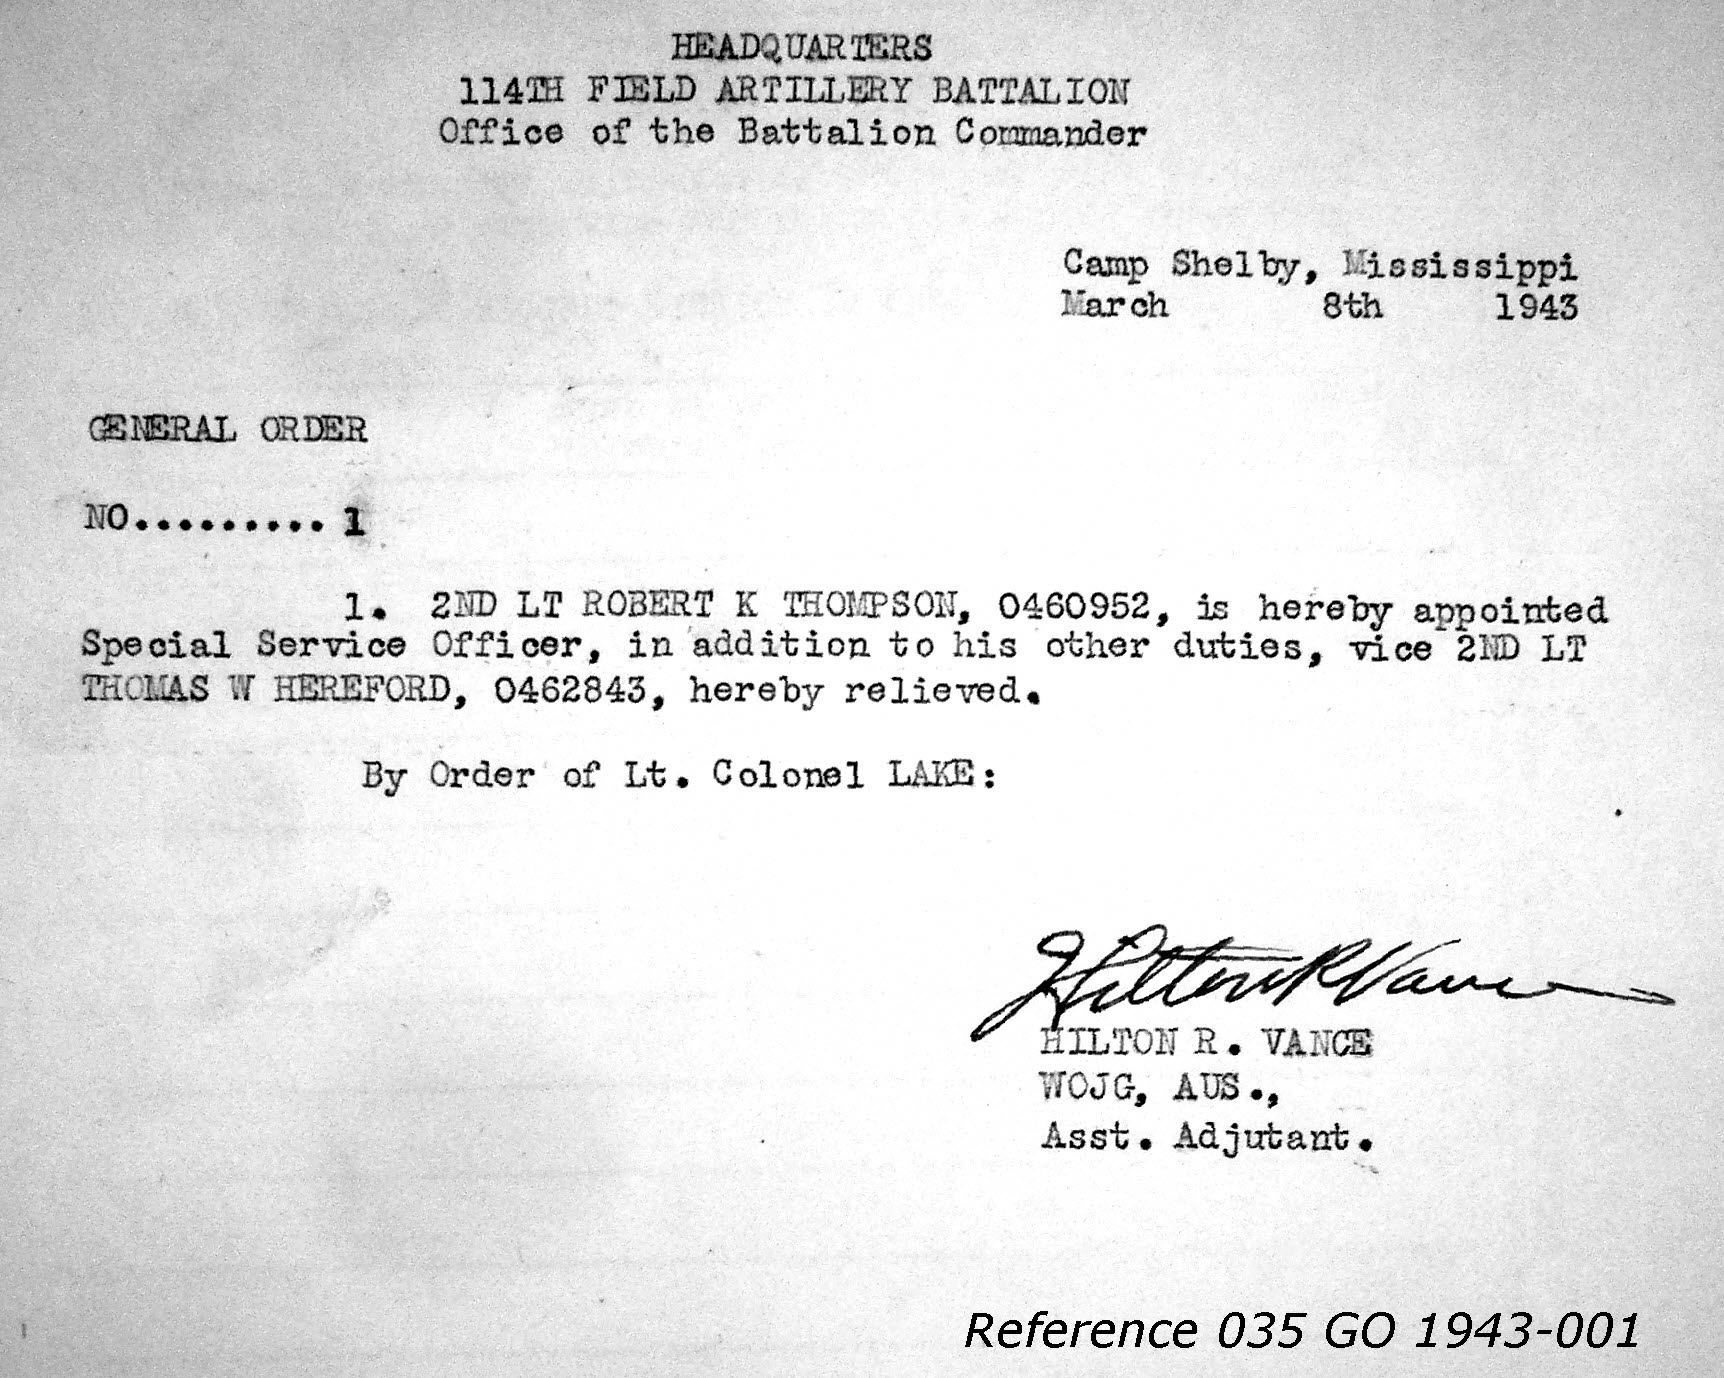 HEADQUARTERS
114TH FIELD ARTILLERY BATTALION
Office of the Battalion Commander
Camp Shelby, Mississippi
March 8th 1943
GENERAL ORDER
NO......... 1
1. 2ND LT ROBERT K THOMPSON, 0460952, is hereby appointed
Special Service Officer, in addition to his other duties, vice 2ND LT
THOMAS W HEREFORD, 0462843, hereby relieved.
By Order of Lt. Colonel LAKE:
Hilton R Vance
HILTON R. VANCE
WOJG, AUS.,
Asst. Adjutant.
Reference 035 GO 1943-001